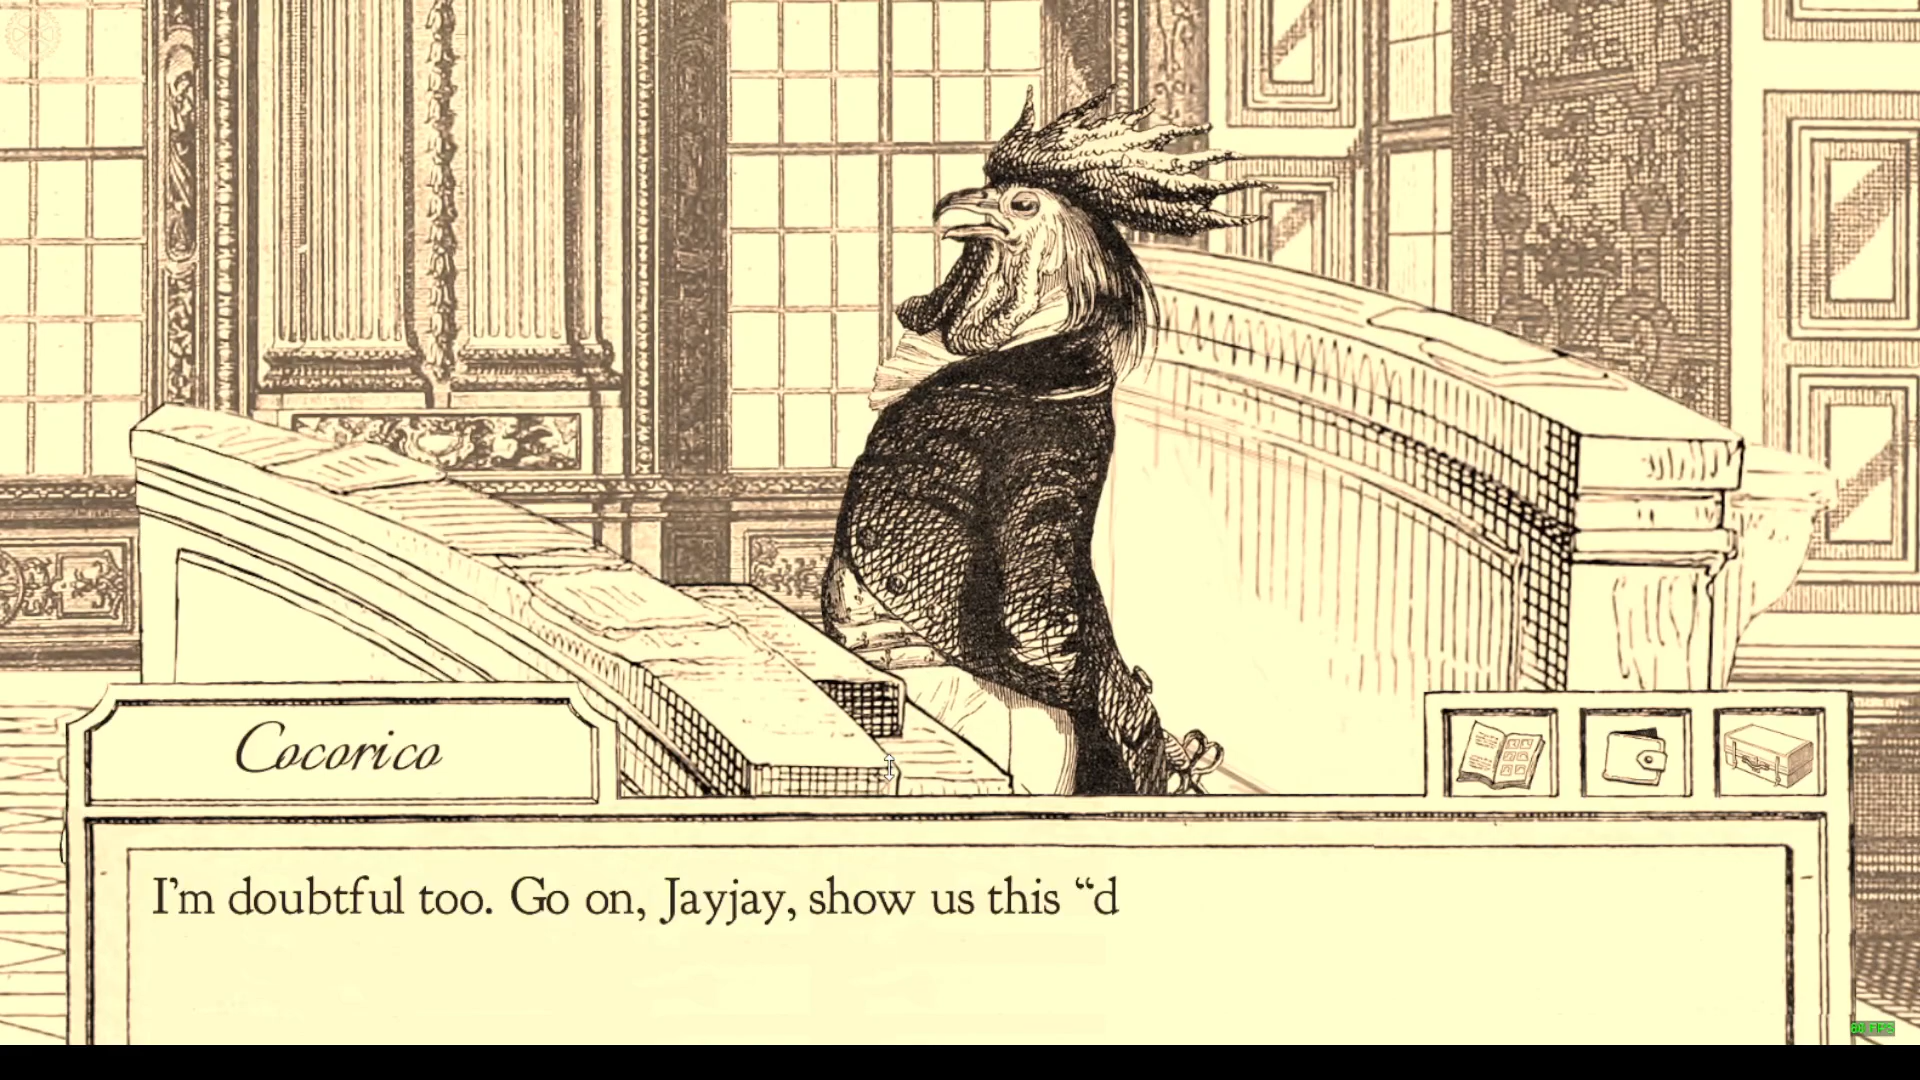 Cocorico
I'm doubtful too. Go on, Jayjay, show us this “d